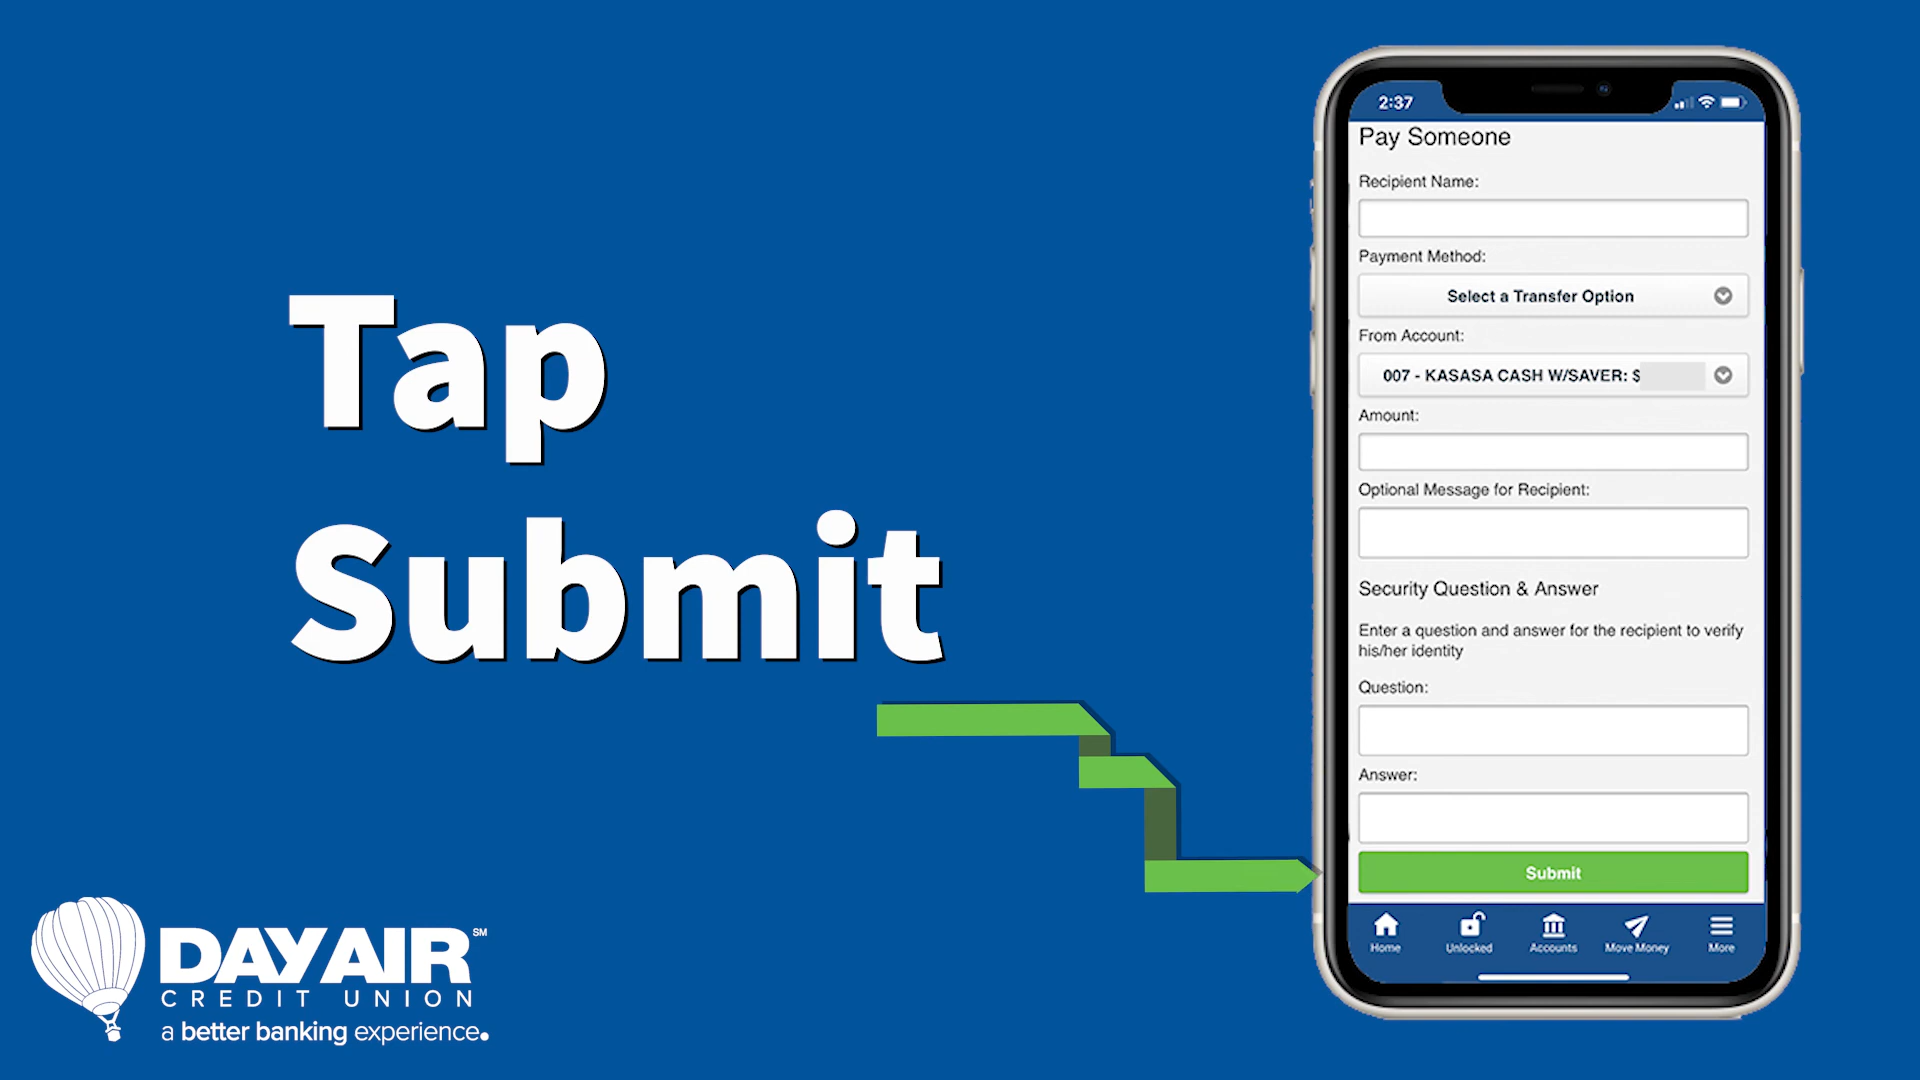 Tap
Submit
DAYAIR SM
CREDIT UNION
a better banking experience.
2:37
Pay Someone
Recipient Name:
Payment Method:
Select a Transfer Option
From Account:
007 - KASASA CASH W/SAVER: $
Amount:
Optional Message for Recipient:
Security Question & Answer
Enter a question and answer for the recipient to verify
his/her identity
Question:
Answer:
Submit
Home Unlocked Accounts Move Money More